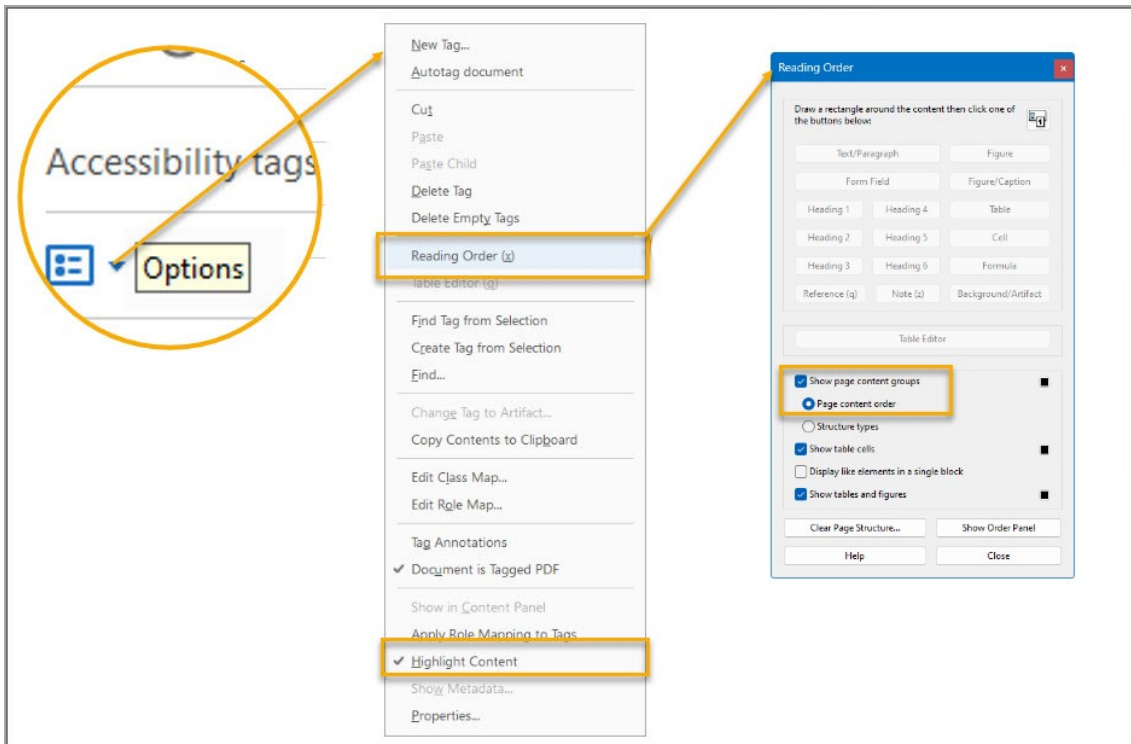 Accessibility tags
Options
New Tag...
Autotag document
Cut
Paste
Paste Child
Delete Tag
Delete Empty Tags
Reading Order (x)
Table Editor (q)
Find Tag from Selection
Create Tag from Selection
Find...
Change Tag to Artifact...
Copy Contents to Clipboard
Edit Class Map...
Edit Role Map...
Tag Annotations
Document is Tagged PDF
Show in Content Panel
Apply Role Mapping to Tags
Highlight Content
Show Metadata...
Properties...
Reading Order
Draw a rectangle around the content then click one of
the buttons below:
Text/Paragraph
Figure
Form Field
Figure/Caption
Heading 1
Heading 4
Table
Heading 2
Heading 5
Cell
Heading 3
Heading 6
Formula
Reference (q)
Note (z)
Background/Artifact
Table Editor
Show page content groups
Page content order
Structure types
Show table cells
Display like elements in a single block
Show tables and figures
Clear Page Structure...
Show Order Panel
Help
Close